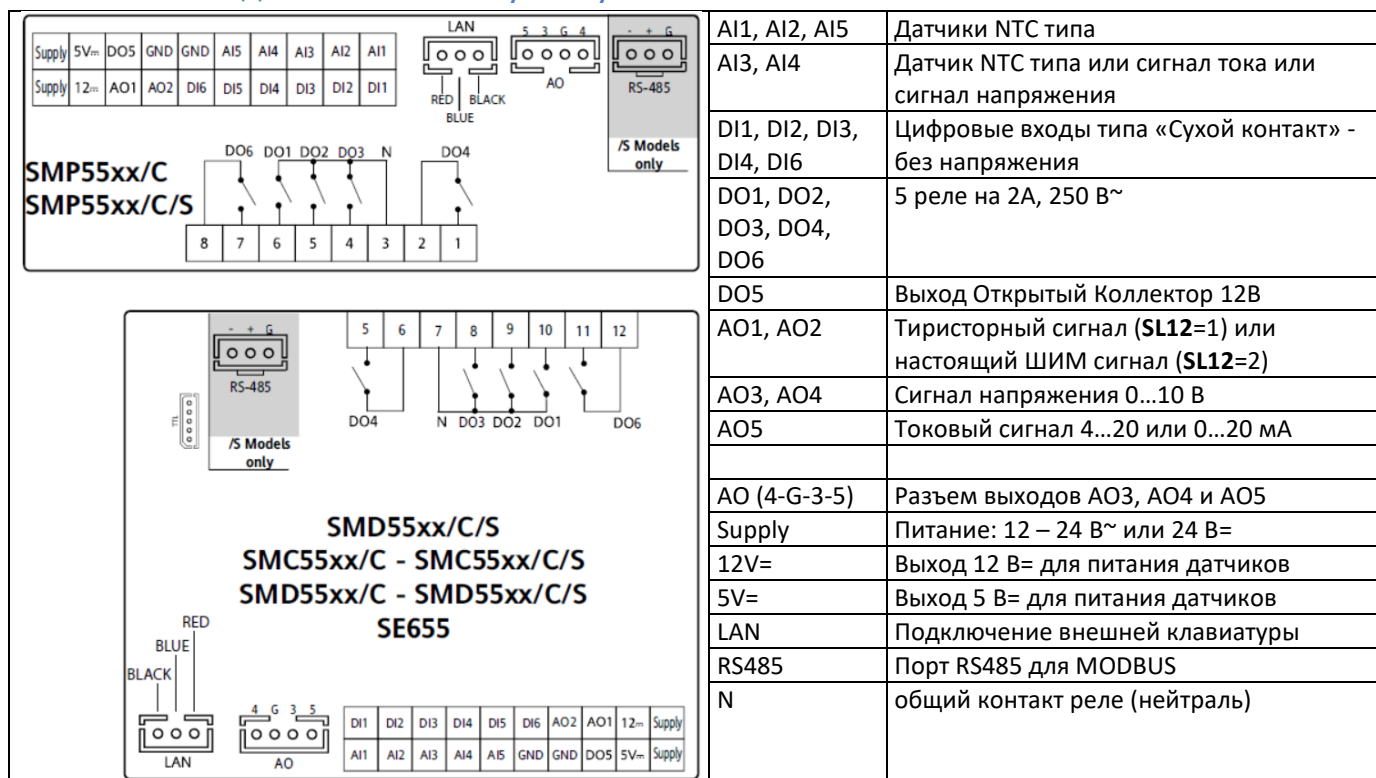 LAN
5 3 G 4
- + G
Supply 5V⎓ DO5 GND GND AI5 AI4 AI3 AI2 AI1
Supply 12⎓ AO1 AO2 DI6 DI5 DI4 DI3 DI2 DI1
RED BLACK
BLUE
AO
RS-485
/S Models
only
DO6 DO1 DO2 DO3 N DO4
SMP55xx/C
SMP55xx/C/S
8 7 6 5 4 3 2 1
- + G
RS-485
TTL
/S Models
only
5 6 7 8 9 10 11 12
DO4 N DO3 DO2 DO1 DO6
SMD55xx/C/S
SMC55xx/C - SMC55xx/C/S
SMD55xx/C - SMD55xx/C/S
SE655
RED
BLUE
BLACK
LAN
4 G 3 5
AO
DI1 DI2 DI3 DI4 DI5 DI6 AO2 AO1 12⎓ Supply
AI1 AI2 AI3 AI4 AI5 GND GND DO5 5V⎓ Supply
AI1, AI2, AI5 Датчики NTC типа
AI3, AI4 Датчик NTC типа или сигнал тока или
сигнал напряжения
DI1, DI2, DI3, Цифровые входы типа «Сухой контакт» -
DI4, DI6 без напряжения
DO1, DO2, 5 реле на 2А, 250 В~
DO3, DO4,
DO6
DO5 Выход Открытый Коллектор 12В
AO1, AO2 Тиристорный сигнал (SL12=1) или
настоящий ШИМ сигнал (SL12=2)
AO3, AO4 Сигнал напряжения 0…10 В
AO5 Токовый сигнал 4…20 или 0…20 мА
AO (4-G-3-5) Разъем выходов AO3, AO4 и AO5
Supply Питание: 12 – 24 В~ или 24 В=
12V= Выход 12 В= для питания датчиков
5V= Выход 5 В= для питания датчиков
LAN Подключение внешней клавиатуры
RS485 Порт RS485 для MODBUS
N общий контакт реле (нейтраль)